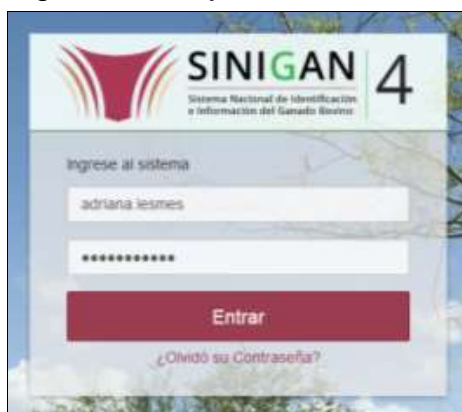 SINIGAN 4
Sistema Nacional de Identificación
e Información del Ganado Bovino
Ingrese al sistema
adriana.lesmes
●●●●●●●●●●●
Entrar
¿Olvidó su Contraseña?